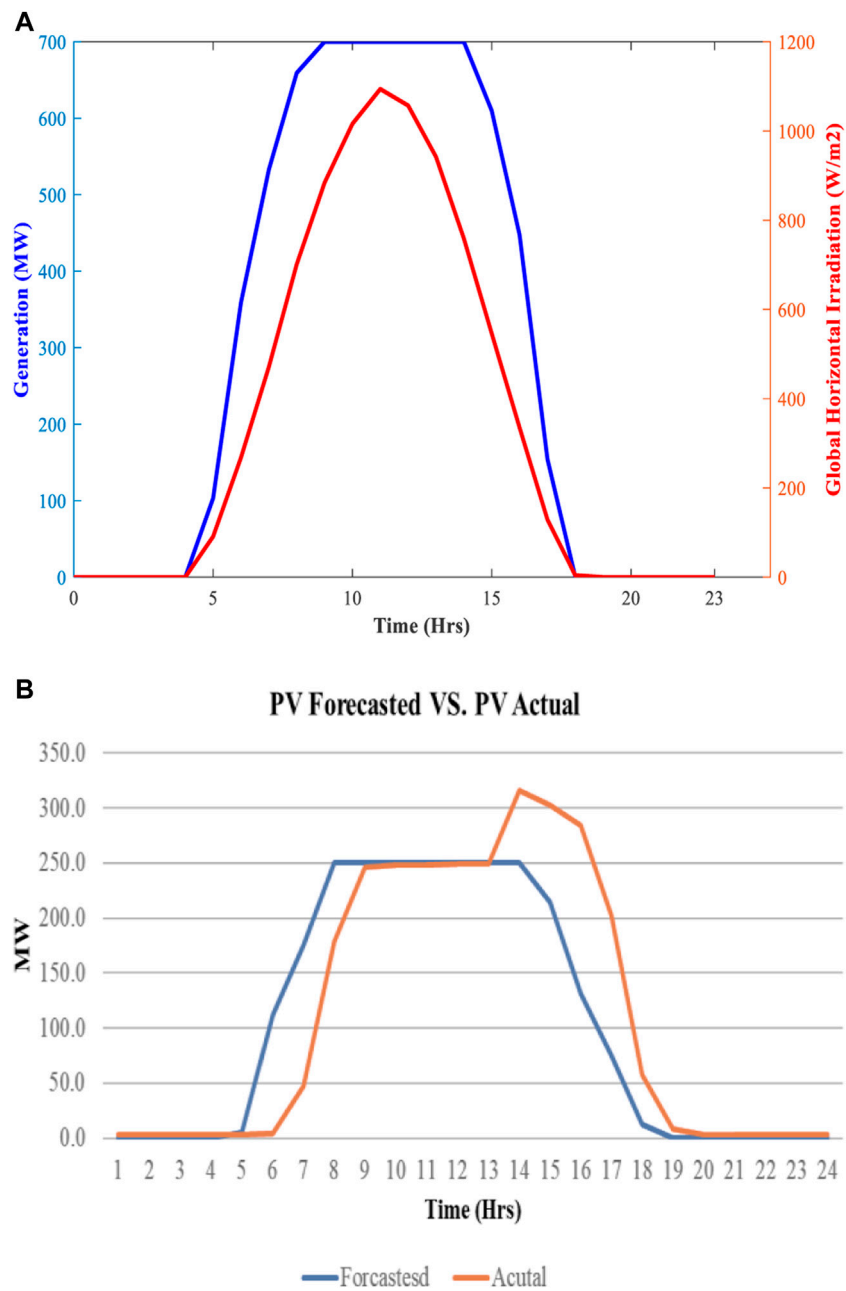 A
700
600
500
400
300
200
100
0
Generation (MW)
1200
1000
800
600
400
200
0
Global Horizontal Irradiation (W/m2)
0 5 10 15 20 23
Time (Hrs)
B
PV Forecasted VS. PV Actual
350.0
300.0
250.0
200.0
150.0
100.0
50.0
0.0
MW
1 2 3 4 5 6 7 8 9 10 11 12 13 14 15 16 17 18 19 20 21 22 23 24
Time (Hrs)
Forcastesd Acutal